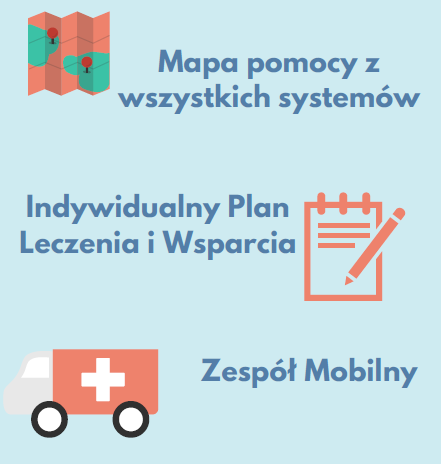 Mapa pomocy z
wszystkich systemów
Indywidualny Plan
Leczenia i Wsparcia
Zespół Mobilny